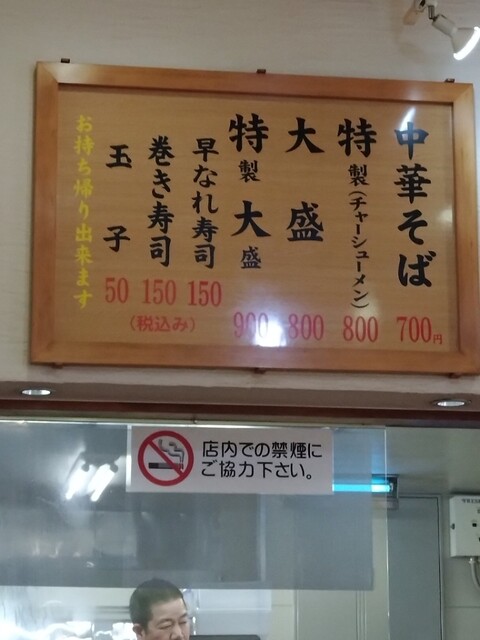 中華そば 700円
特製(チャーシューメン) 800
大盛 800
特製大盛 900
早なれ寿司 150
巻き寿司 150
玉子 50
(税込み)
お持ち帰り出来ます
店内での禁煙に
ご協力下さい。